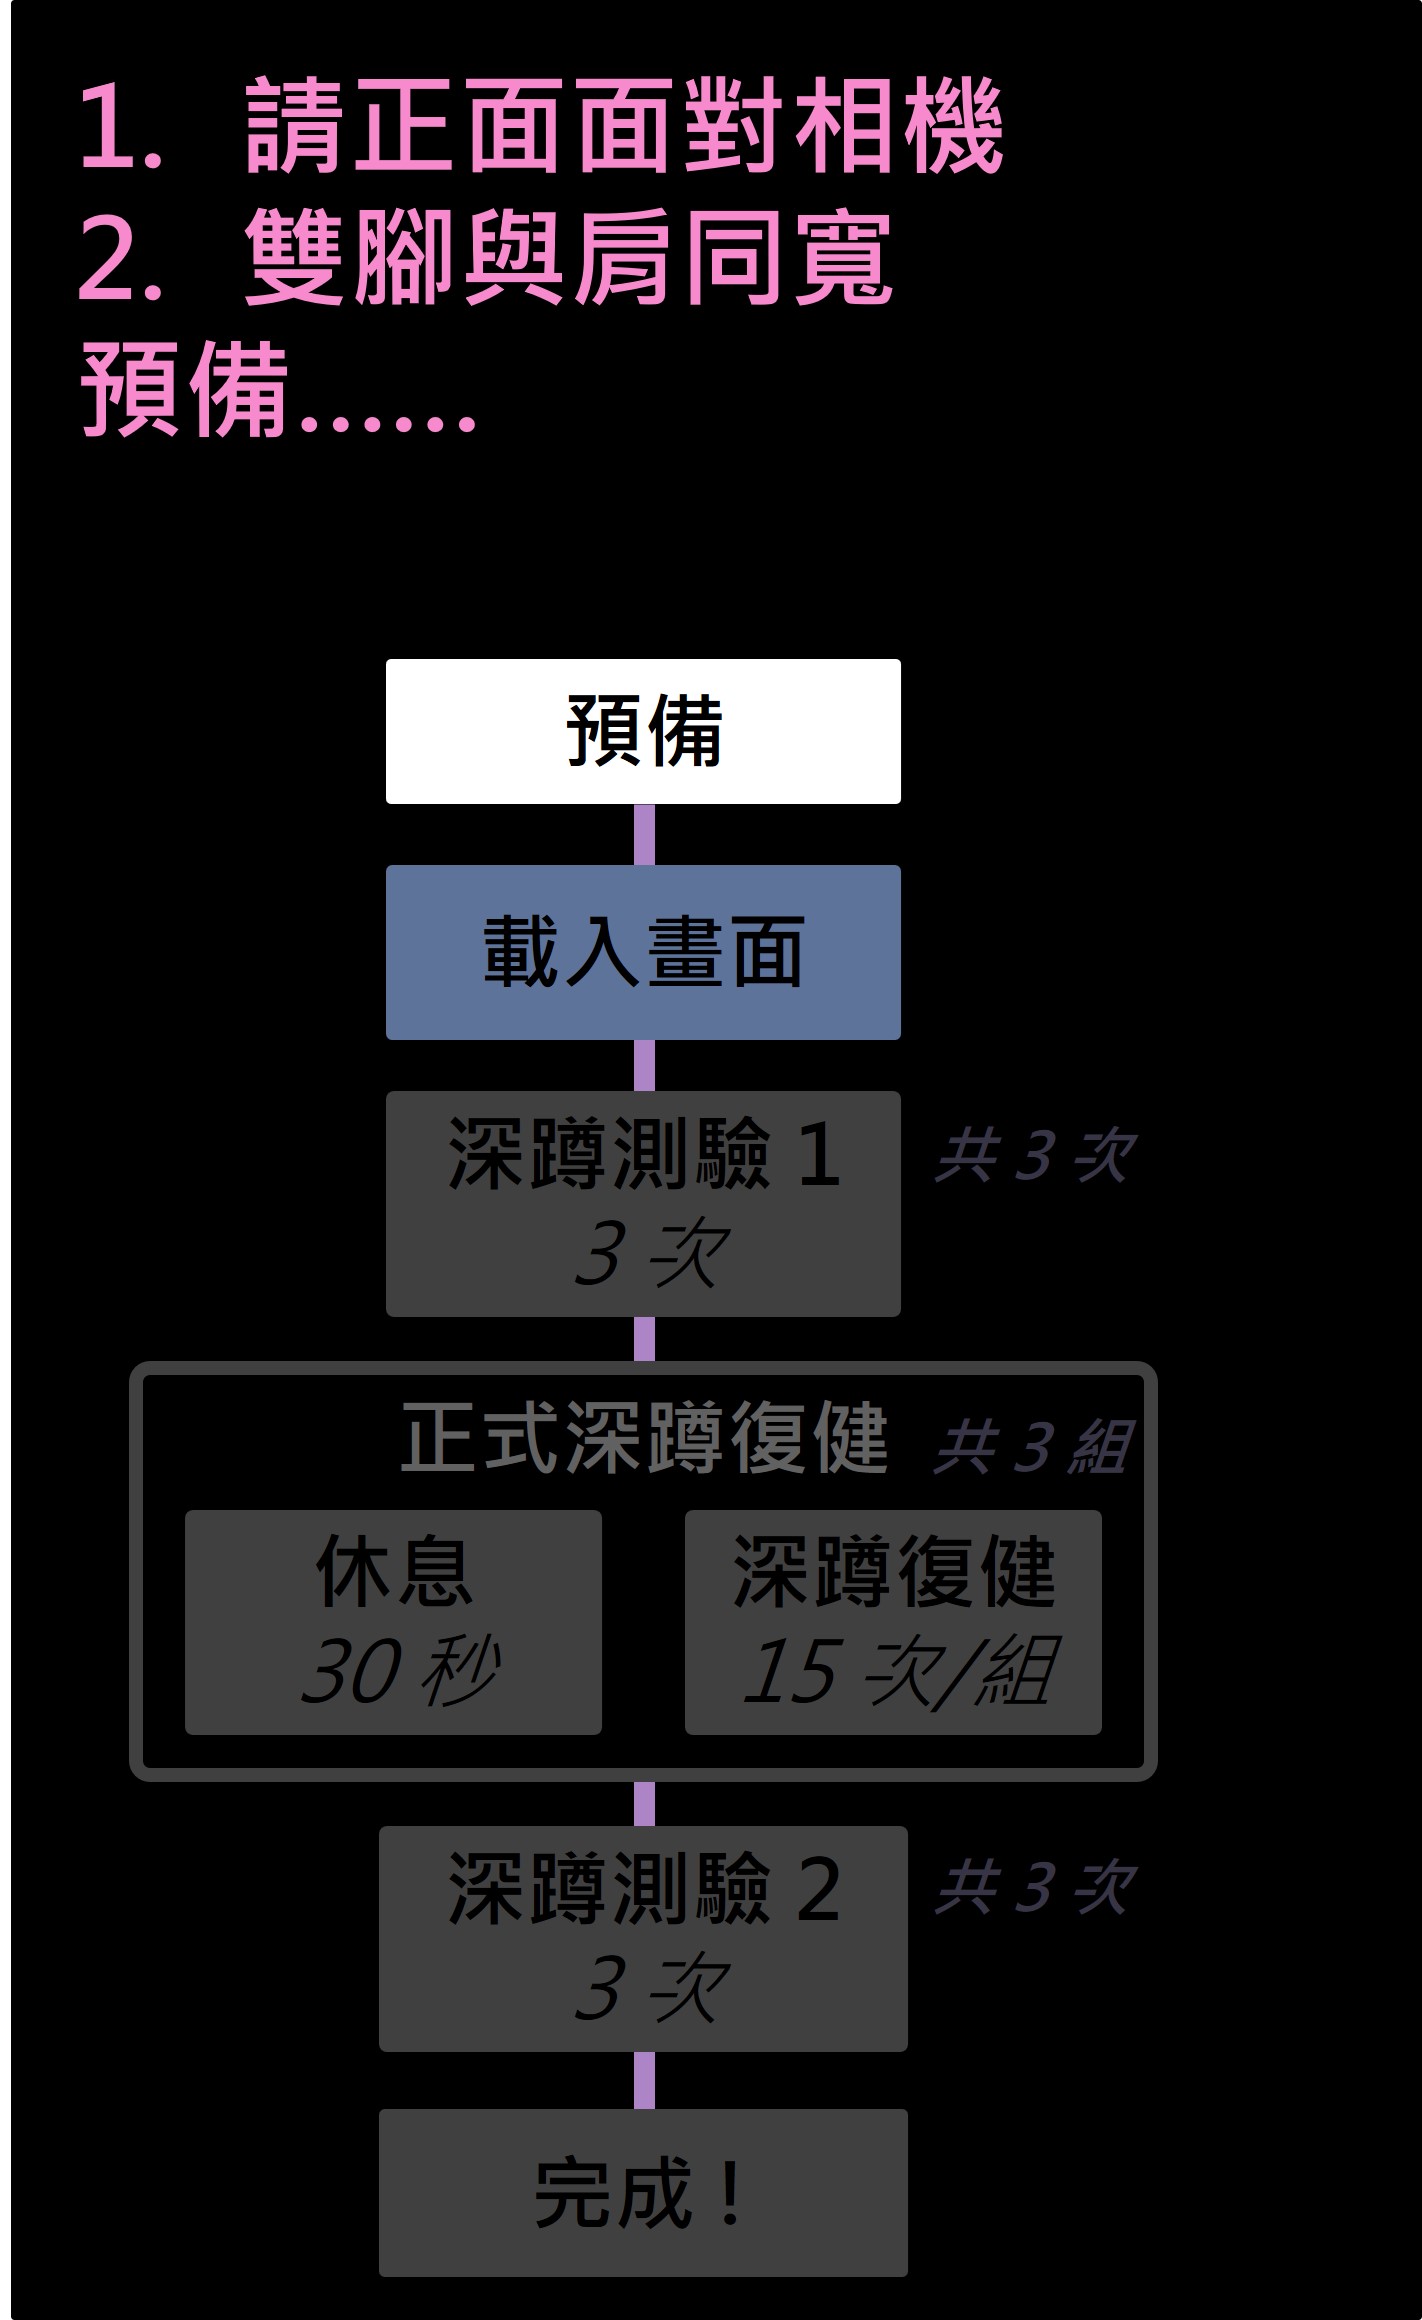 1. 請正面面對相機
2. 雙腳與肩同寬
預備......
預備
載入畫面
深蹲測驗 1
3 次
共 3 次
正式深蹲復健
共 3 組
休息
30 秒
深蹲復健
15 次/組
深蹲測驗 2
3 次
共 3 次
完成！